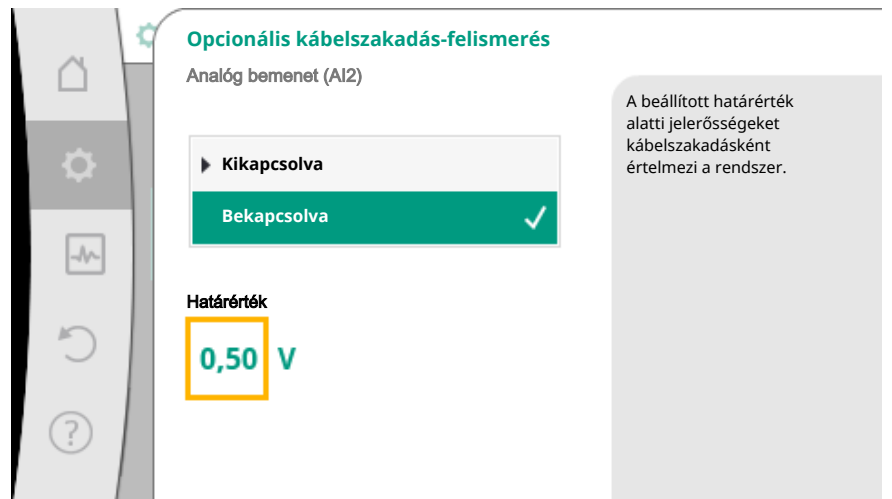 Opcionális kábelszakadás-felismerés
Analóg bemenet (AI2)
A beállított határérték
alatti jelerősségeket
kábelszakadásként
értelmezi a rendszer.
Kikapcsolva
Bekapcsolva
Határérték
0,50 V
?